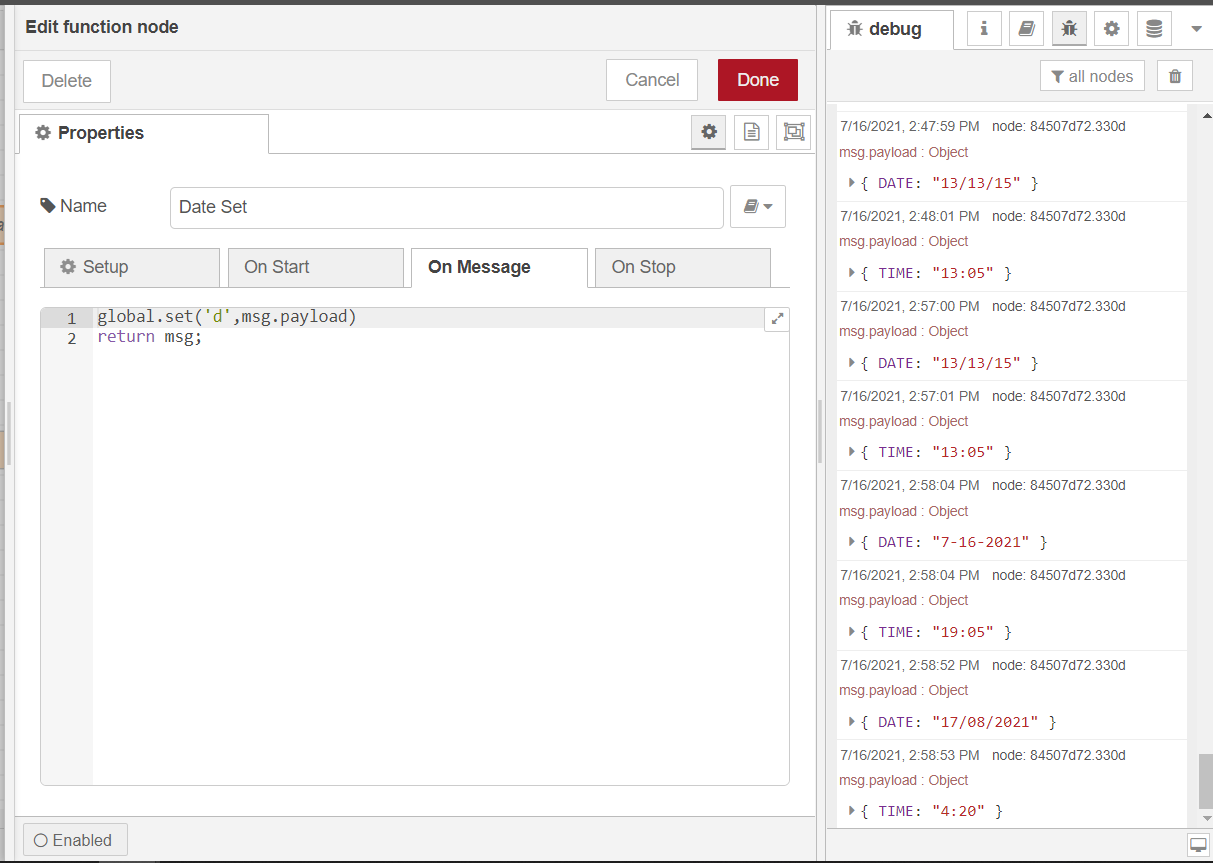 Edit function node
Delete
Cancel
Done
Properties
Name
Date Set
Setup
On Start
On Message
On Stop
1 global.set('d',msg.payload)
2 return msg;
Enabled
debug
all nodes
7/16/2021, 2:47:59 PM node: 84507d72.330d
msg.payload : Object
{ DATE: "13/13/15" }
7/16/2021, 2:48:01 PM node: 84507d72.330d
msg.payload : Object
{ TIME: "13:05" }
7/16/2021, 2:57:00 PM node: 84507d72.330d
msg.payload : Object
{ DATE: "13/13/15" }
7/16/2021, 2:57:01 PM node: 84507d72.330d
msg.payload : Object
{ TIME: "13:05" }
7/16/2021, 2:58:04 PM node: 84507d72.330d
msg.payload : Object
{ DATE: "7-16-2021" }
7/16/2021, 2:58:04 PM node: 84507d72.330d
msg.payload : Object
{ TIME: "19:05" }
7/16/2021, 2:58:52 PM node: 84507d72.330d
msg.payload : Object
{ DATE: "17/08/2021" }
7/16/2021, 2:58:53 PM node: 84507d72.330d
msg.payload : Object
{ TIME: "4:20" }